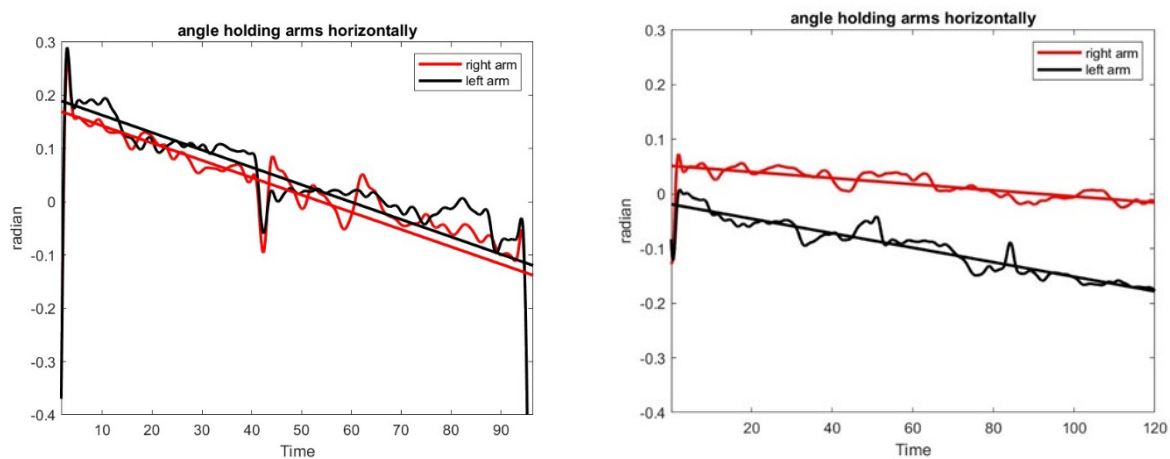 angle holding arms horizontally
right arm
left arm
0.3
0.2
0.1
0
-0.1
-0.2
-0.3
-0.4
radian
10 20 30 40 50 60 70 80 90
Time
angle holding arms horizontally
right arm
left arm
0.3
0.2
0.1
0
-0.1
-0.2
-0.3
-0.4
radian
0 20 40 60 80 100 120
Time